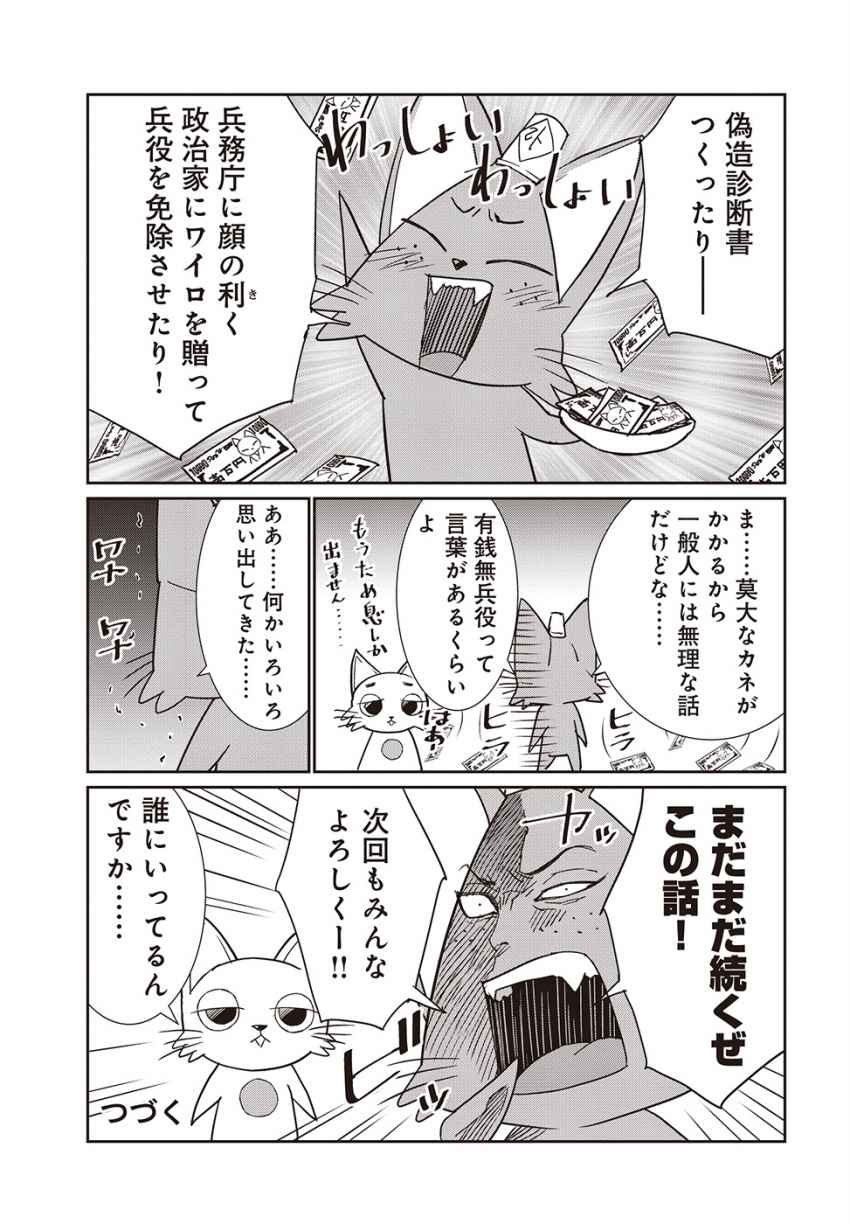 偽造診断書
つくったり――
わっしょい
わっしょい
兵務庁に顔の利く
き
政治家にワイロを贈って
兵役を免除させたり！
ま……莫大なカネが
かかるから
一般人には無理な話
だけどな……
ヒラ
ヒラ
有銭無兵役って
言葉があるくらい
よ
もうため息しか
出ません……
はあ
ああ……何かいろいろ
思い出してきた……
ワナ
ワナ
まだまだ続くぜ
この話！
ヤッ
次回もみんな
よろしくー!!
ビシッ
誰にいってるん
ですか……
つづく